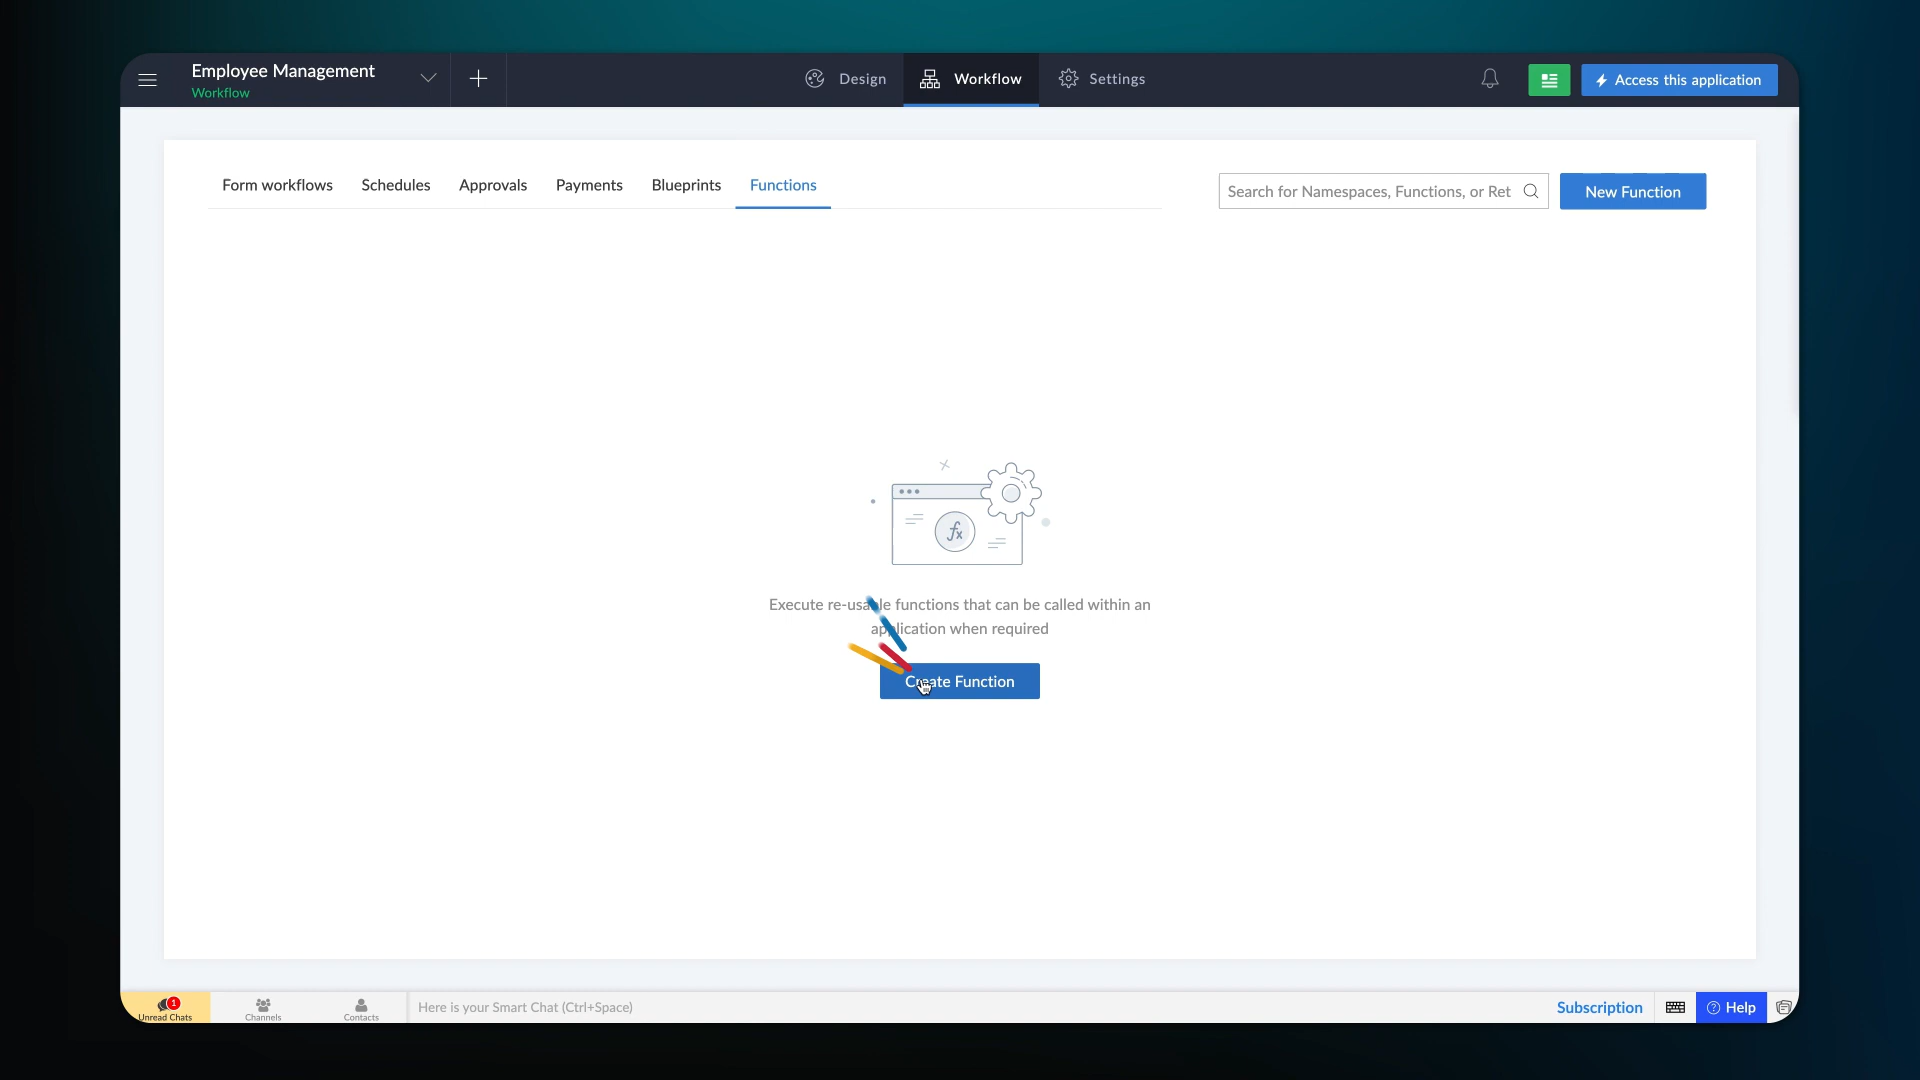 Employee Management
Workflow
Design
Workflow
Settings
Access this application
Form workflows
Schedules
Approvals
Payments
Blueprints
Functions
Search for Namespaces, Functions, or Ret
New Function
fx
Execute re-usable functions that can be called within an
application when required
Create Function
1
Unread Chats
Channels
Contacts
Here is your Smart Chat (Ctrl+Space)
Subscription
Help